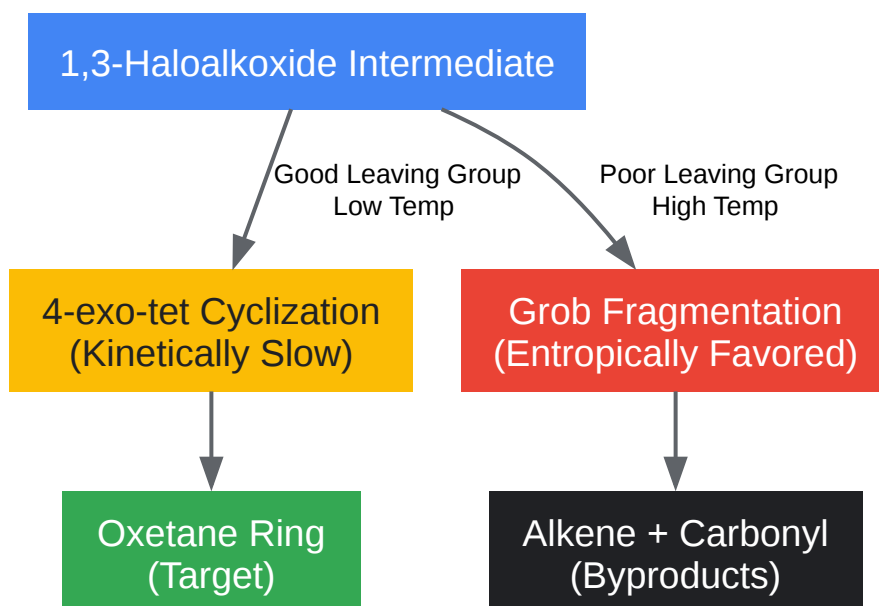 1,3-Haloalkoxide Intermediate
Good Leaving Group
Low Temp
Poor Leaving Group
High Temp
4-exo-tet Cyclization
(Kinetically Slow)
Grob Fragmentation
(Entropically Favored)
Oxetane Ring
(Target)
Alkene + Carbonyl
(Byproducts)